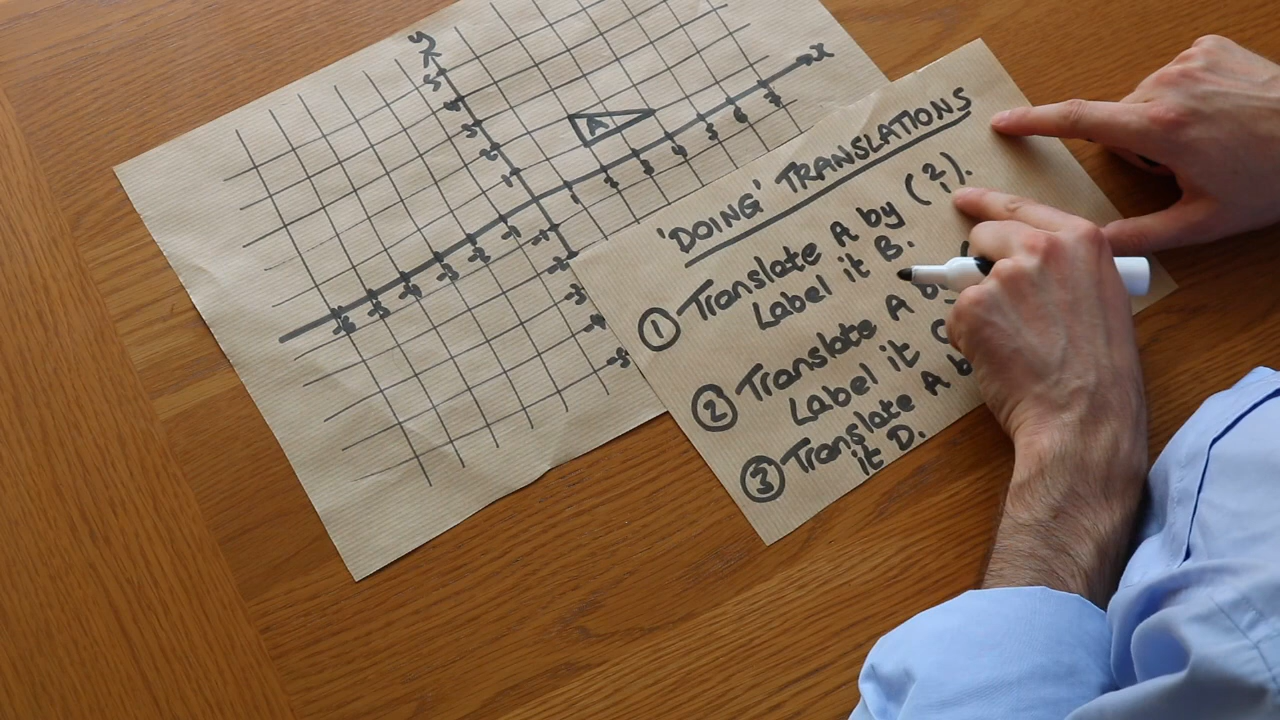 y
5
4
3
2
1
A
x
-6 -5 -4 -3 -2 -1 1 2 3 4 5 6 7
-1
-2
-3
-4
-5
'DOING' TRANSLATIONS
① Translate A by (2 1).
Label it B.
② Translate A by
Label it C
③ Translate A b
it D.